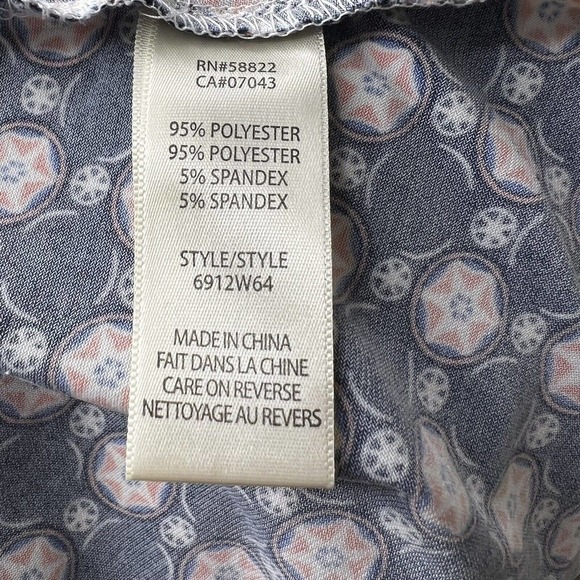 RN#58822
CA#07043
95% POLYESTER
95% POLYESTER
5% SPANDEX
5% SPANDEX
STYLE/STYLE
6912W64
MADE IN CHINA
FAIT DANS LA CHINE
CARE ON REVERSE
NETTOYAGE AU REVERS